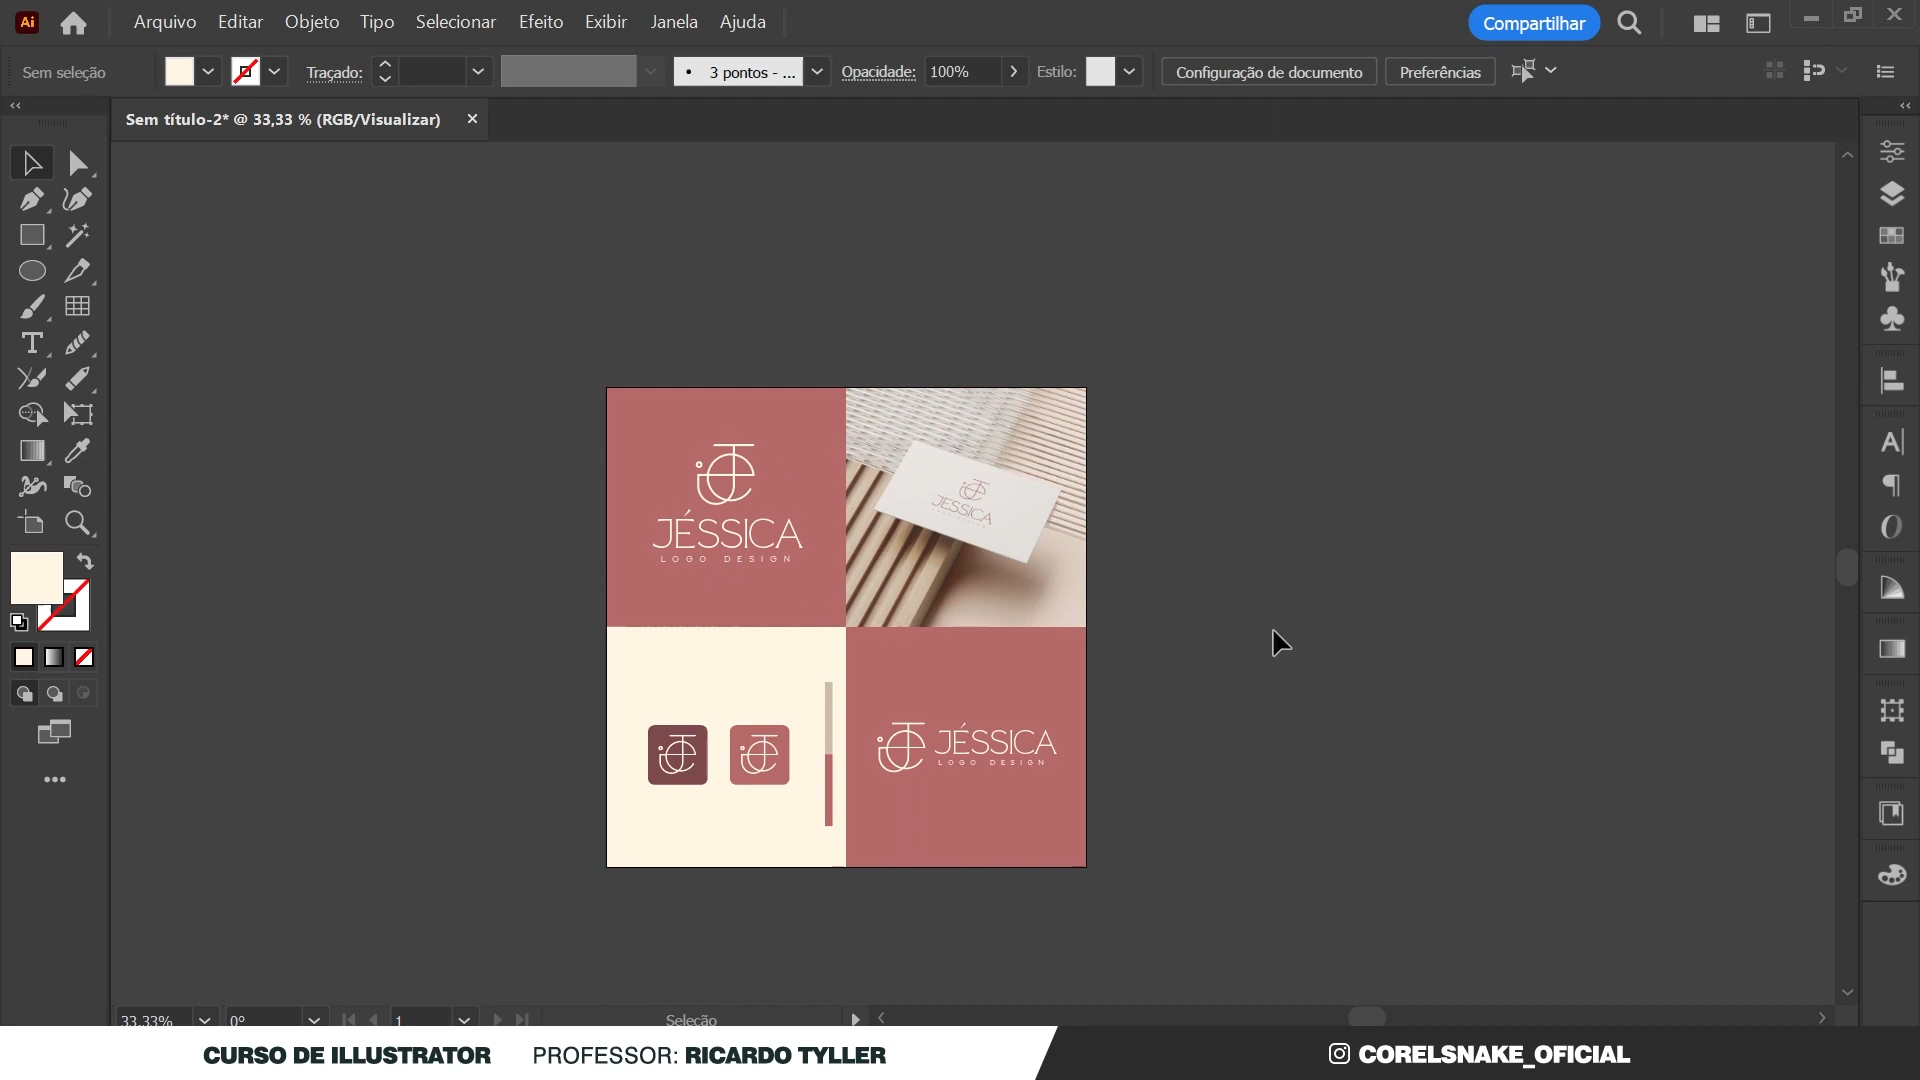 Ai Arquivo Editar Objeto Tipo Selecionar Efeito Exibir Janela Ajuda Compartilhar
Sem seleção Traçado: 3 pontos - ... Opacidade: 100% Estilo: Configuração de documento Preferências
Sem título-2* @ 33,33 % (RGB/Visualizar) ×
JÉSSICA
LOGO DESIGN
JÉSSICA
JÉSSICA
LOGO DESIGN
33,33% 0° 1 Seleção
CURSO DE ILLUSTRATOR PROFESSOR: RICARDO TYLLER CORELSNAKE_OFICIAL